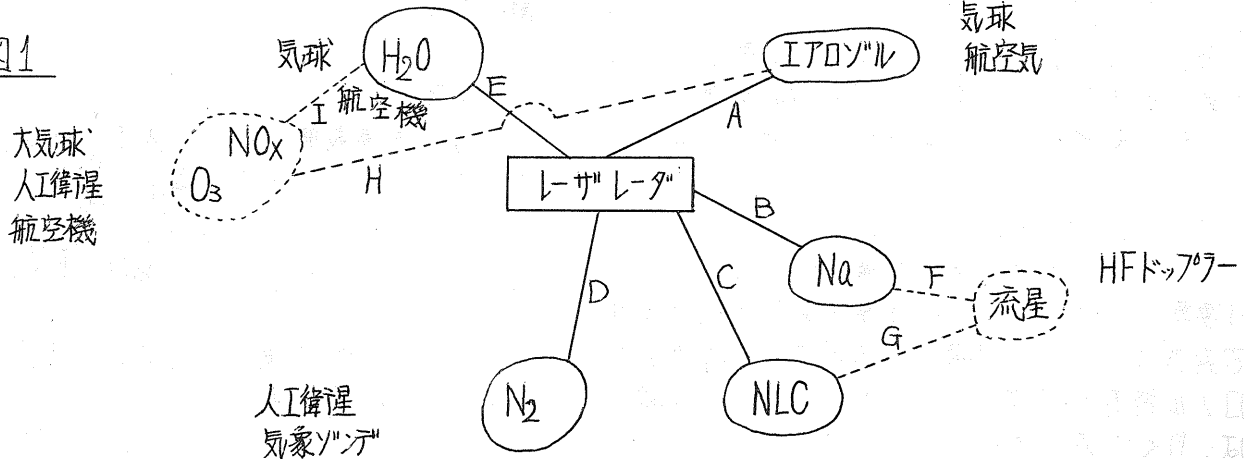 図1
気球
H₂O
エアロゾル
気球
航空気
E
I
航空機
A
大気球
人工衛星
航空機
NOx
O₃
H
レーザレーダ
B
Na
F
流星
HFドップラー
D
C
G
人工衛星
気象ゾンデ
N₂
NLC